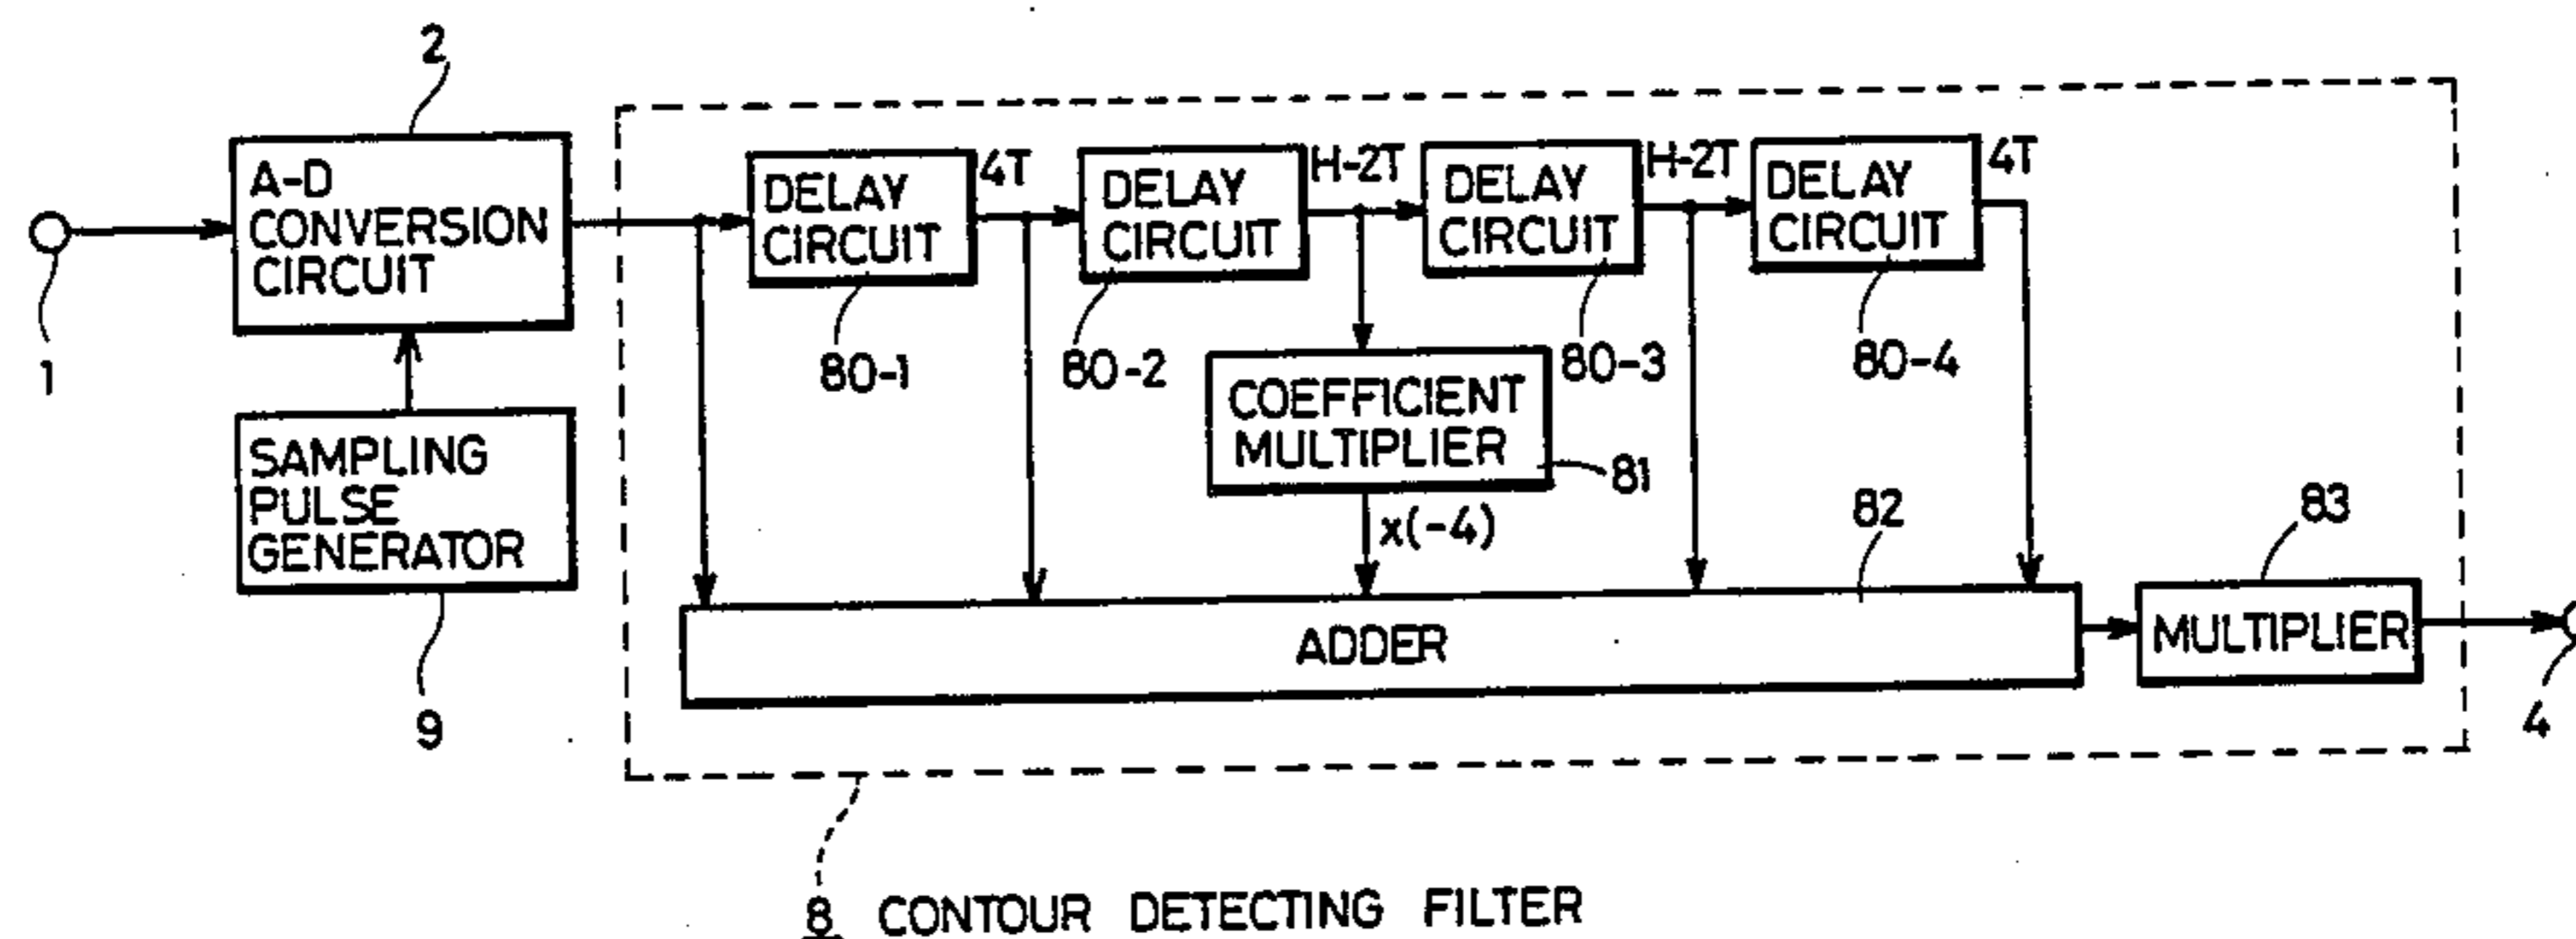 2
A-D
CONVERSION
CIRCUIT
1
SAMPLING
PULSE
GENERATOR
9
DELAY
CIRCUIT
4T
80-1
DELAY
CIRCUIT
H-2T
80-2
DELAY
CIRCUIT
H-2T
80-3
DELAY
CIRCUIT
4T
80-4
COEFFICIENT
MULTIPLIER
81
x(-4)
82
ADDER
83
MULTIPLIER
4
8 CONTOUR DETECTING FILTER